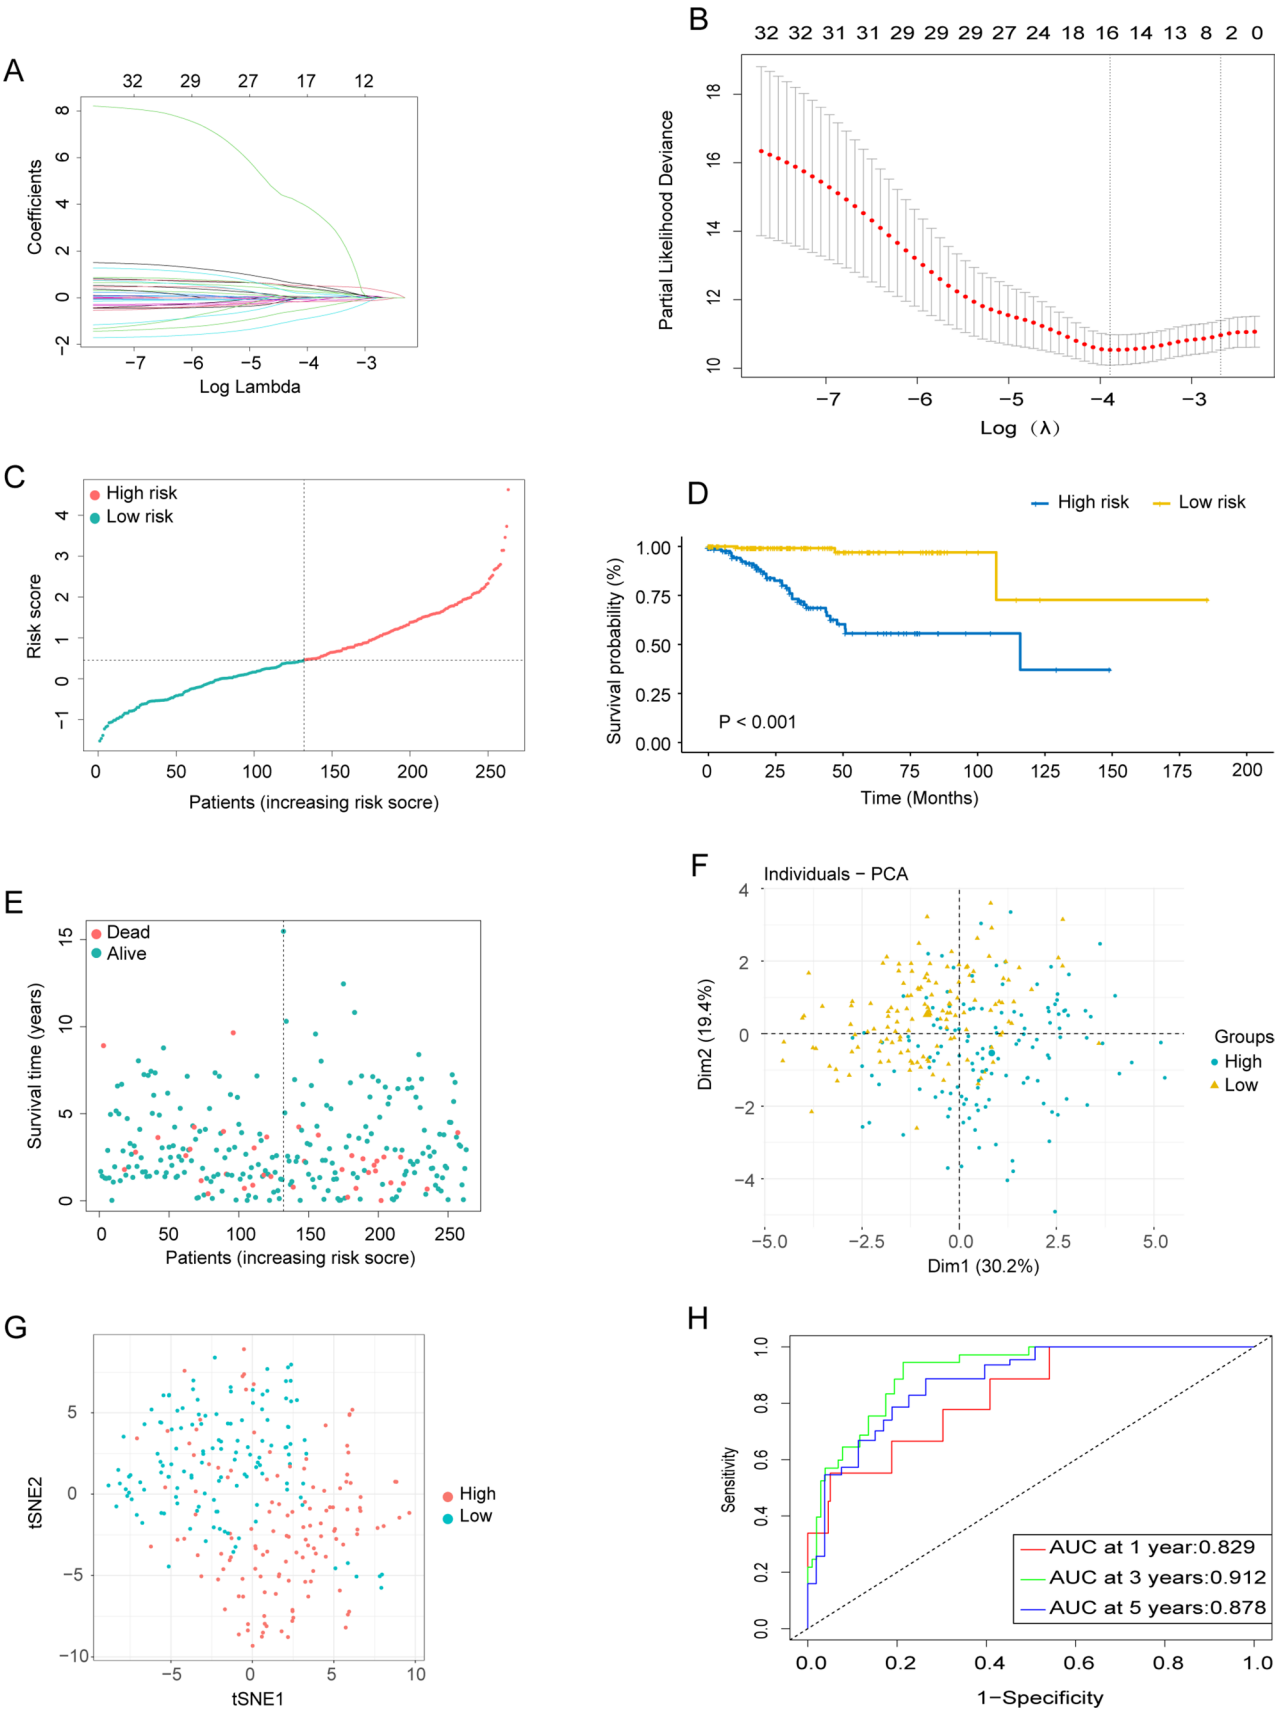 A
32 29 27 17 12
8
6
4
2
0
−2
Coefficients
−7 −6 −5 −4 −3
Log Lambda
B
32 32 31 31 29 29 29 27 24 18 16 14 13 8 2 0
18
16
14
12
10
Partial Likelihood Deviance
−7 −6 −5 −4 −3
Log (λ)
C
High risk
Low risk
4
3
2
1
0
−1
Risk score
0 50 100 150 200 250
Patients (increasing risk socre)
D
High risk Low risk
1.00
0.75
0.50
0.25
0.00
Survival probability (%)
P < 0.001
0 25 50 75 100 125 150 175 200
Time (Months)
E
Dead
Alive
15
10
5
0
Survival time (years)
0 50 100 150 200 250
Patients (increasing risk socre)
F
Individuals − PCA
4
2
0
−2
−4
Dim2 (19.4%)
−5.0 −2.5 0.0 2.5 5.0
Dim1 (30.2%)
Groups
High
Low
G
5
0
−5
−10
tSNE2
−5 0 5 10
tSNE1
High
Low
H
1.0
0.8
0.6
0.4
0.2
0.0
Sensitivity
AUC at 1 year:0.829
AUC at 3 years:0.912
AUC at 5 years:0.878
0.0 0.2 0.4 0.6 0.8 1.0
1−Specificity